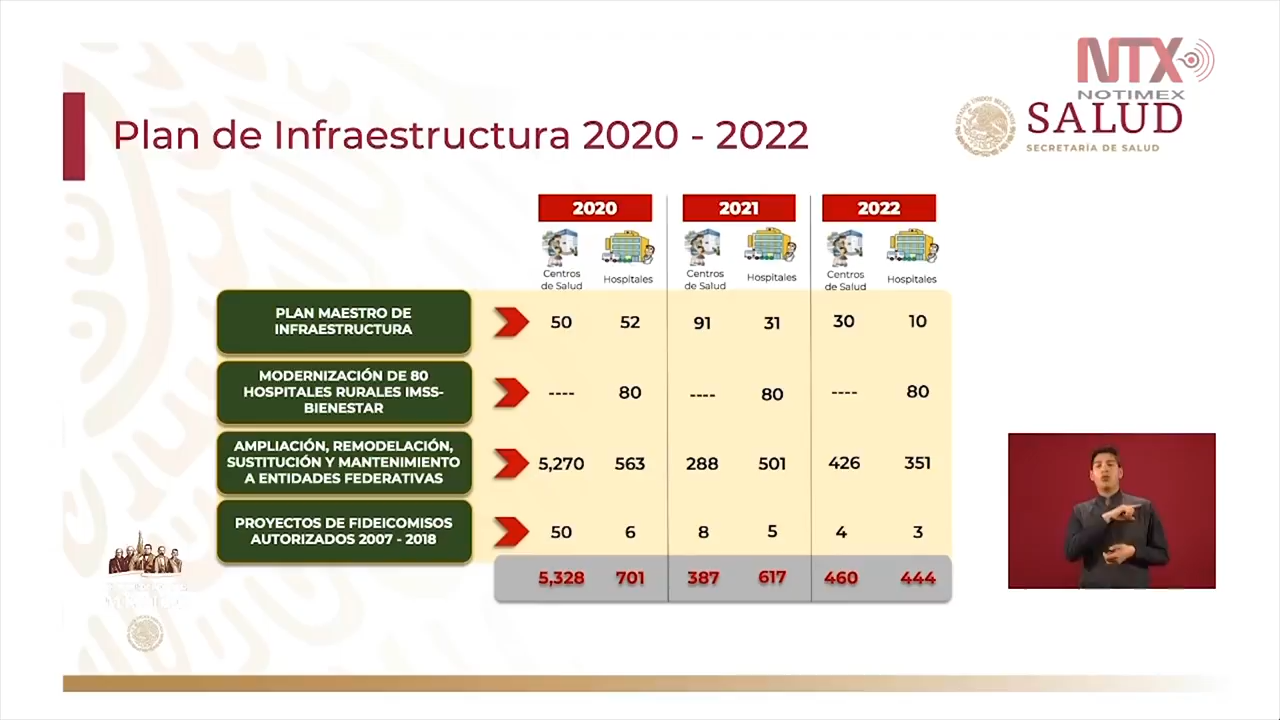 NTX
NOTIMEX
SALUD
SECRETARÍA DE SALUD
Plan de Infraestructura 2020 - 2022
2020 2021 2022
Centros de Salud Hospitales Centros de Salud Hospitales Centros de Salud Hospitales
PLAN MAESTRO DE
INFRAESTRUCTURA
50 52 91 31 30 10
MODERNIZACIÓN DE 80
HOSPITALES RURALES IMSS-
BIENESTAR
---- 80 ---- 80 ---- 80
AMPLIACIÓN, REMODELACIÓN,
SUSTITUCIÓN Y MANTENIMIENTO
A ENTIDADES FEDERATIVAS
5,270 563 288 501 426 351
PROYECTOS DE FIDEICOMISOS
AUTORIZADOS 2007 - 2018
50 6 8 5 4 3
5,328 701 387 617 460 444